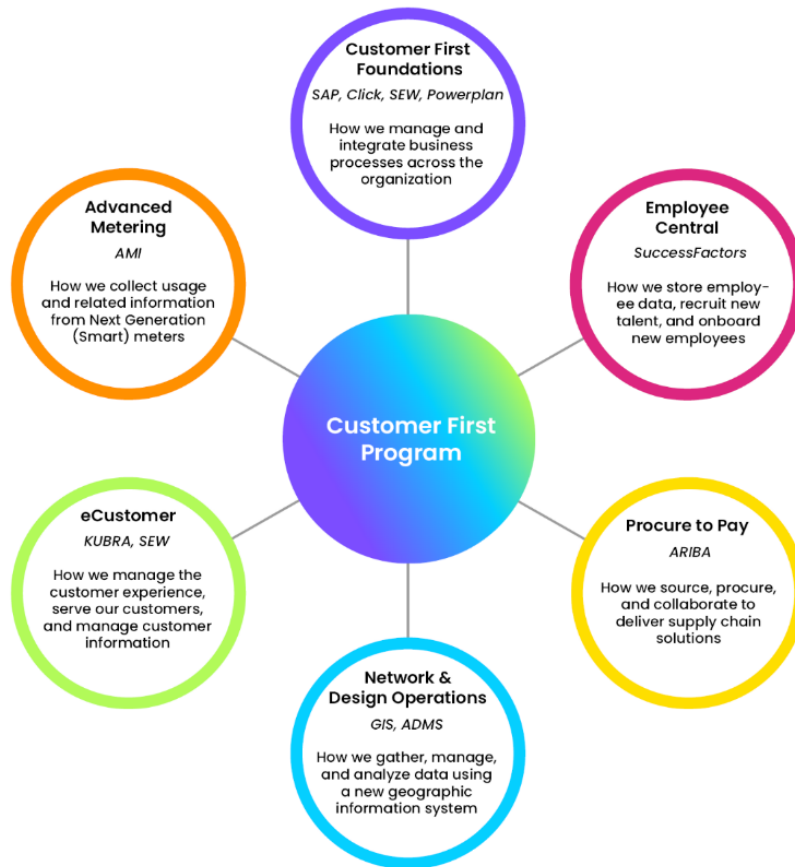 Customer First
Foundations
SAP, Click, SEW, Powerplan
How we manage and
integrate business
processes across the
organization
Advanced
Metering
AMI
How we collect usage
and related information
from Next Generation
(Smart) meters
Employee
Central
SuccessFactors
How we store employ-
ee data, recruit new
talent, and onboard
new employees
Customer First
Program
eCustomer
KUBRA, SEW
How we manage the
customer experience,
serve our customers,
and manage customer
information
Procure to Pay
ARIBA
How we source, procure,
and collaborate to
deliver supply chain
solutions
Network &
Design Operations
GIS, ADMS
How we gather, manage,
and analyze data using
a new geographic
information system